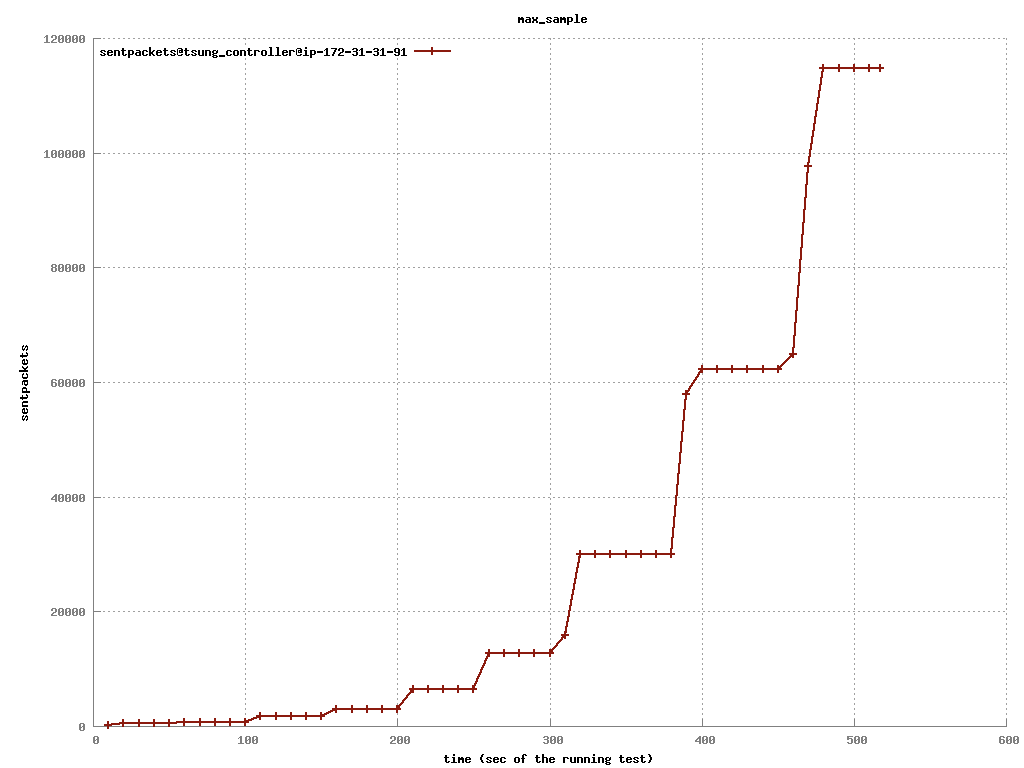 max_sample
sentpackets@tsung_controller@ip-172-31-31-91
120000
100000
80000
60000
40000
20000
0
sentpackets
0 100 200 300 400 500 600
time (sec of the running test)